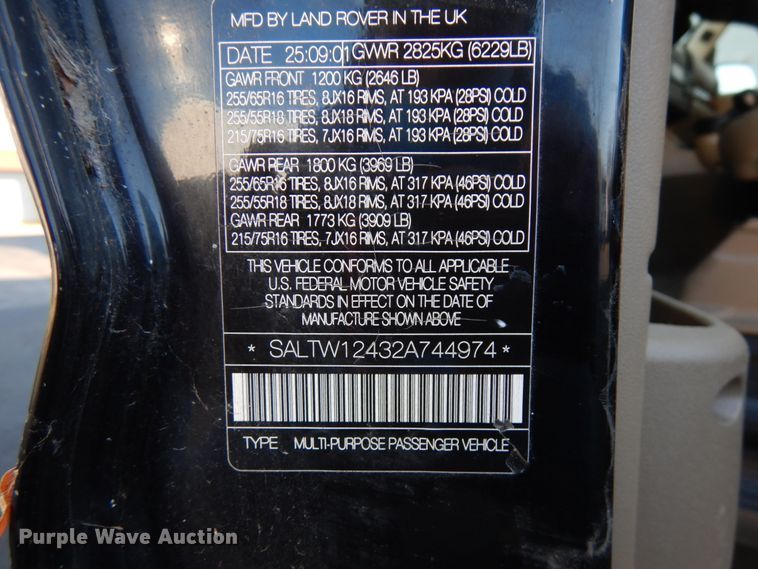 MFD BY LAND ROVER IN THE UK
DATE 25:09:01 GVWR 2825KG (6229LB)
GAWR FRONT 1200 KG (2646 LB)
255/65R16 TIRES, 8JX16 RIMS, AT 193 KPA (28PSI) COLD
255/55R18 TIRES, 8JX18 RIMS, AT 193 KPA (28PSI) COLD
215/75R16 TIRES, 7JX16 RIMS, AT 193 KPA (28PSI) COLD
GAWR REAR 1800 KG (3969 LB)
255/65R16 TIRES, 8JX16 RIMS, AT 317 KPA (46PSI) COLD
255/55R18 TIRES, 8JX18 RIMS, AT 317 KPA (46PSI) COLD
GAWR REAR 1773 KG (3909 LB)
215/75R16 TIRES, 7JX16 RIMS, AT 317 KPA (46PSI) COLD
THIS VEHICLE CONFORMS TO ALL APPLICABLE
U.S. FEDERAL MOTOR VEHICLE SAFETY
STANDARDS IN EFFECT ON THE DATE OF
MANUFACTURE SHOWN ABOVE
* SALTW12432A744974 *
TYPE MULTI-PURPOSE PASSENGER VEHICLE
Purple Wave Auction